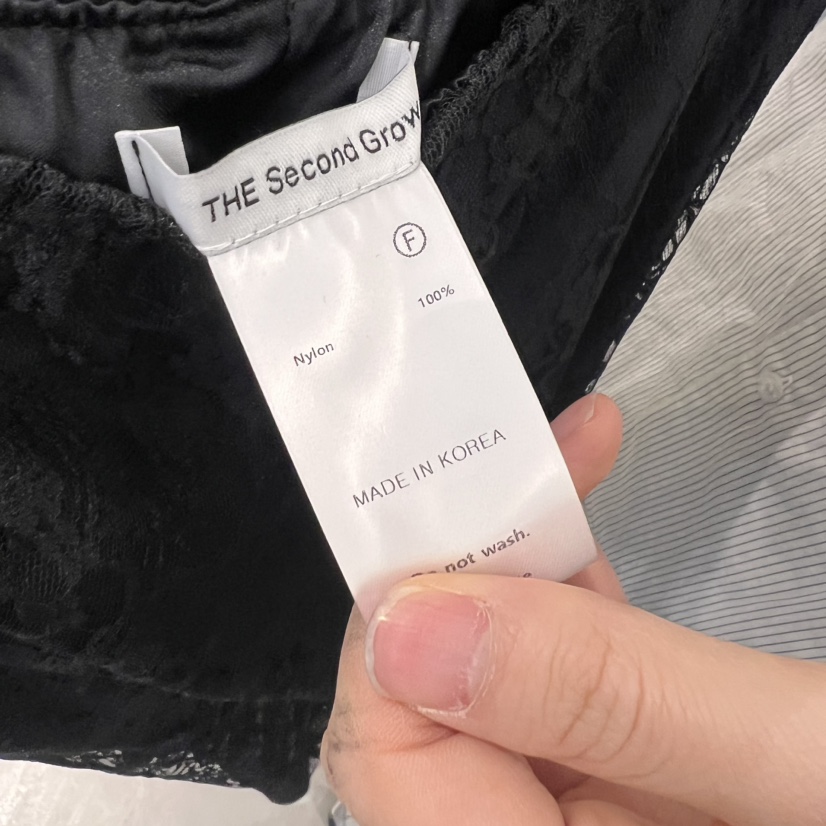 THE Second Grow
F
100%
Nylon
MADE IN KOREA
not wash.